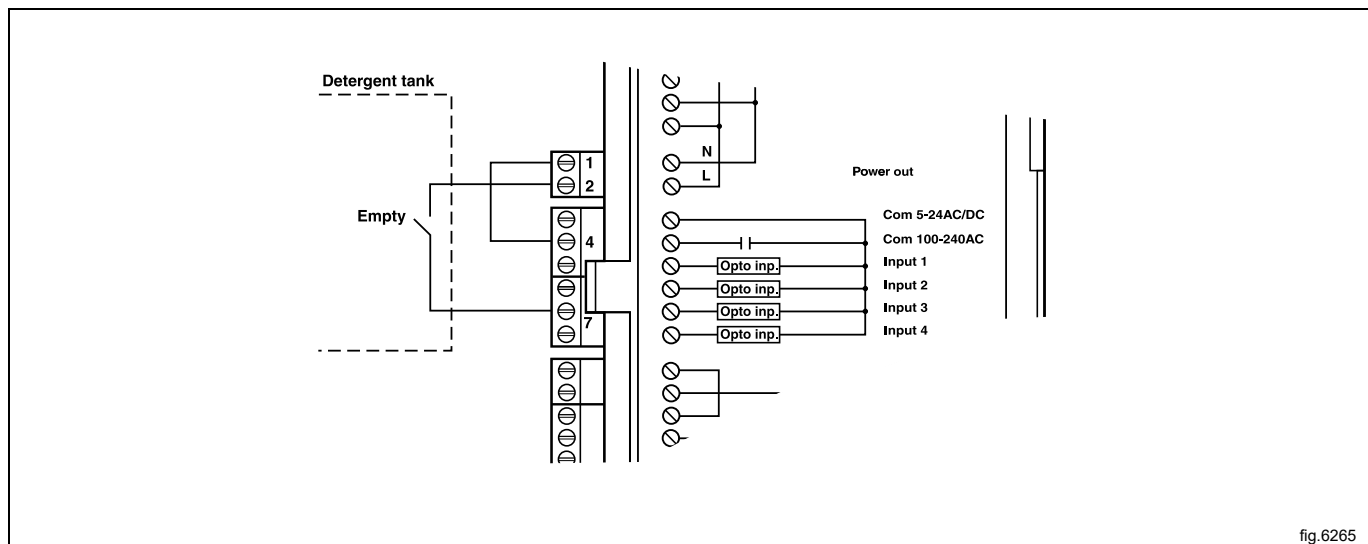 Detergent tank
1
2
Empty
4
7
N
L
Power out
Com 5-24AC/DC
Com 100-240AC
Opto inp. Input 1
Opto inp. Input 2
Opto inp. Input 3
Opto inp. Input 4
fig.6265